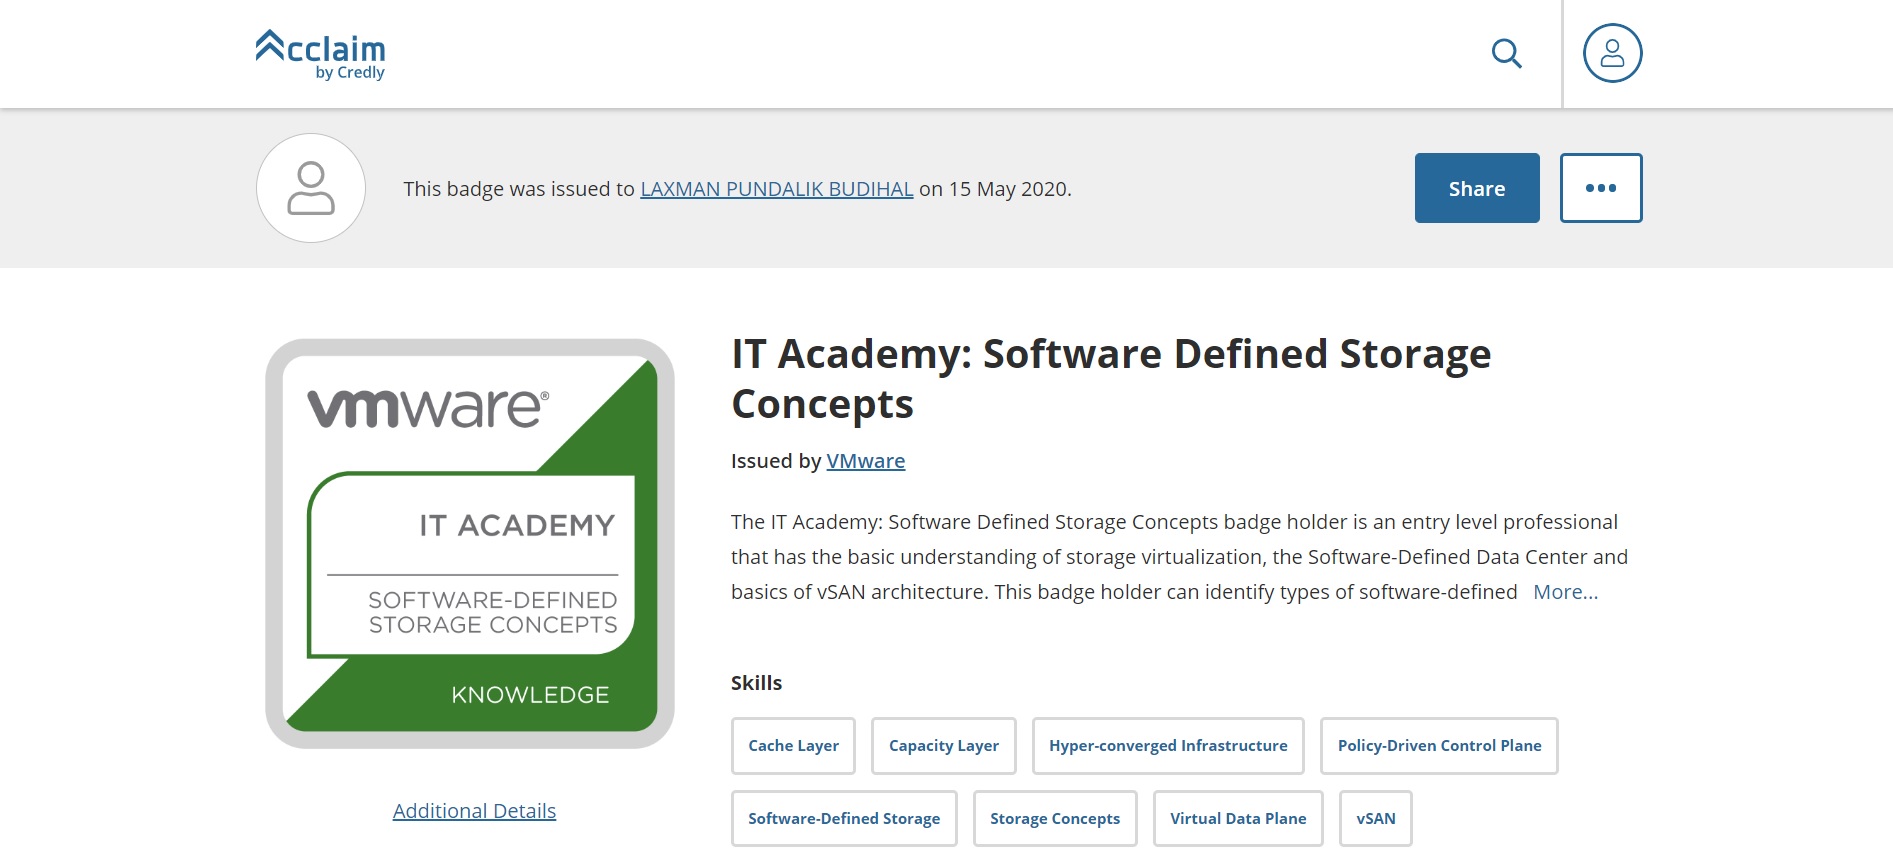 Acclaim
by Credly
This badge was issued to LAXMAN PUNDALIK BUDIHAL on 15 May 2020.
Share
vmware®
IT ACADEMY
SOFTWARE-DEFINED
STORAGE CONCEPTS
KNOWLEDGE
Additional Details
IT Academy: Software Defined Storage
Concepts
Issued by VMware
The IT Academy: Software Defined Storage Concepts badge holder is an entry level professional
that has the basic understanding of storage virtualization, the Software-Defined Data Center and
basics of vSAN architecture. This badge holder can identify types of software-defined More...
Skills
Cache Layer Capacity Layer Hyper-converged Infrastructure Policy-Driven Control Plane
Software-Defined Storage Storage Concepts Virtual Data Plane vSAN